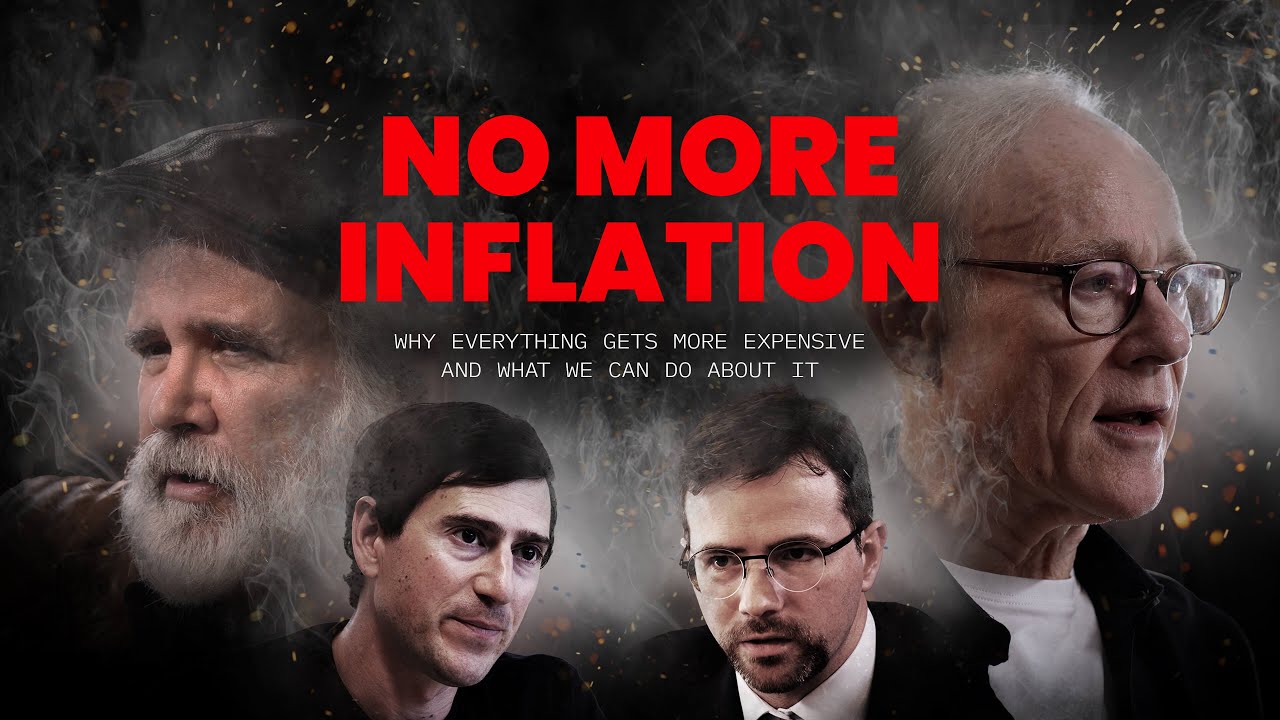 NO MORE
INFLATION
WHY EVERYTHING GETS MORE EXPENSIVE
AND WHAT WE CAN DO ABOUT IT